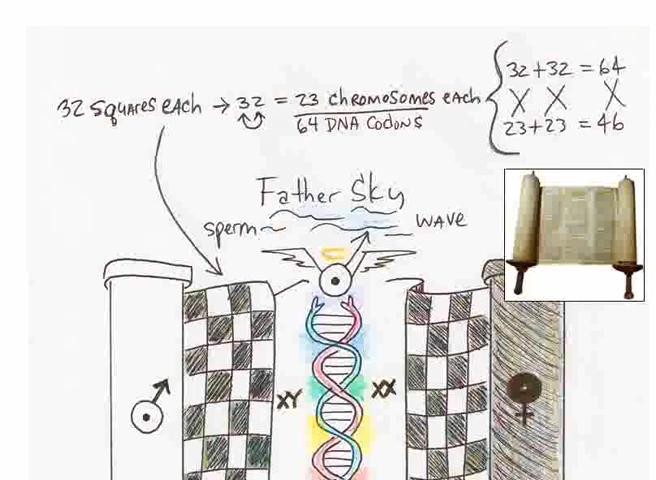 32 + 32 = 64
X X X
32 squares each → 32 = 23 chromosomes each
64 DNA Codons
23 + 23 = 46
Father Sky
sperm
WAVE
XY
XX